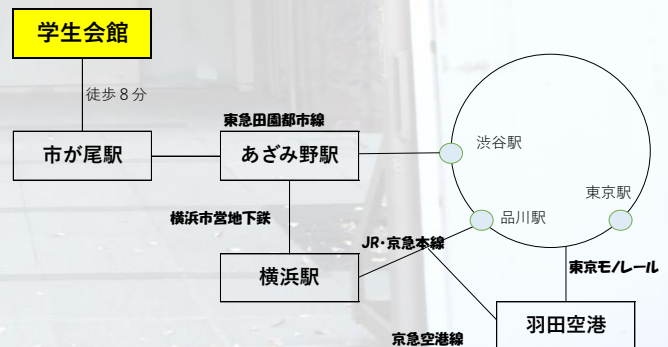 学生会館
徒歩８分
東急田園都市線
市が尾駅
あざみ野駅
渋谷駅
東京駅
横浜市営地下鉄
品川駅
JR・京急本線
横浜駅
東京モノレール
羽田空港
京急空港線